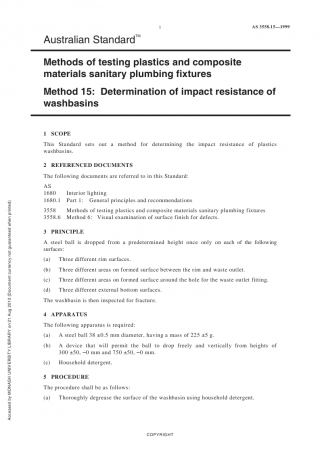 1
AS 3558.15—1999
Australian Standard™
Methods of testing plastics and composite
materials sanitary plumbing fixtures
Method 15: Determination of impact resistance of
washbasins
1 SCOPE
This Standard sets out a method for determining the impact resistance of plastics
washbasins.
2 REFERENCED DOCUMENTS
The following documents are referred to in this Standard:
AS
1680 Interior lighting
1680.1 Part 1: General principles and recommendations
3558 Methods of testing plastics and composite materials sanitary plumbing fixtures
3558.6 Method 6: Visual examination of surface finish for defects.
3 PRINCIPLE
A steel ball is dropped from a predetermined height once only on each of the following
surfaces:
(a) Three different rim surfaces.
(b) Three different areas on formed surface between the rim and waste outlet.
(c) Three different areas on formed surface around the hole for the waste outlet fitting.
(d) Three different external bottom surfaces.
The washbasin is then inspected for fracture.
4 APPARATUS
The following apparatus is required:
(a) A steel ball 38 ±0.5 mm diameter, having a mass of 225 ±5 g.
(b) A device that will permit the ball to drop freely and vertically from heights of
300 ±50, −0 mm and 750 ±50, −0 mm.
(c) Household detergent.
5 PROCEDURE
The procedure shall be as follows:
(a) Thoroughly degrease the surface of the washbasin using household detergent.
Accessed by MONASH UNIVERSITY LIBRARY on 21 Aug 2013 (Document currency not guaranteed when printed)
COPYRIGHT